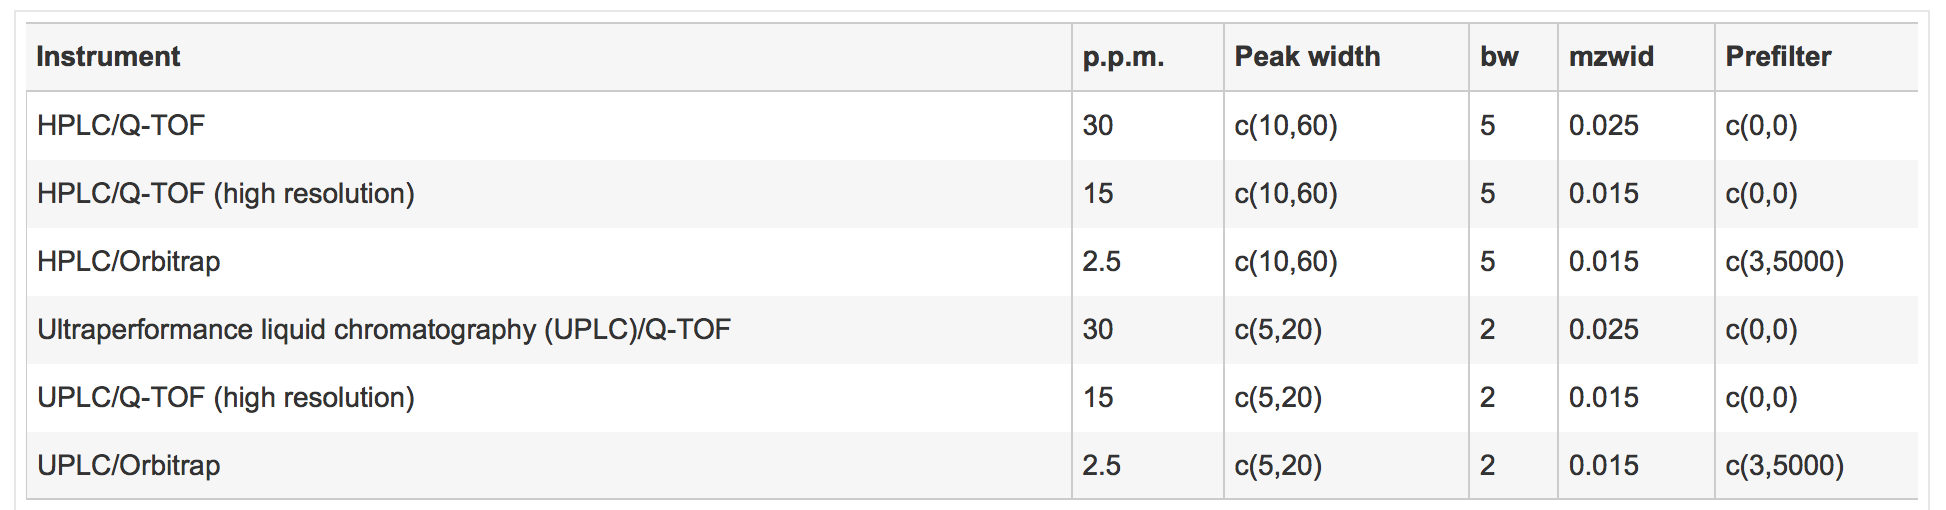 Instrument p.p.m. Peak width bw mzwid Prefilter
HPLC/Q-TOF 30 c(10,60) 5 0.025 c(0,0)
HPLC/Q-TOF (high resolution) 15 c(10,60) 5 0.015 c(0,0)
HPLC/Orbitrap 2.5 c(10,60) 5 0.015 c(3,5000)
Ultraperformance liquid chromatography (UPLC)/Q-TOF 30 c(5,20) 2 0.025 c(0,0)
UPLC/Q-TOF (high resolution) 15 c(5,20) 2 0.015 c(0,0)
UPLC/Orbitrap 2.5 c(5,20) 2 0.015 c(3,5000)